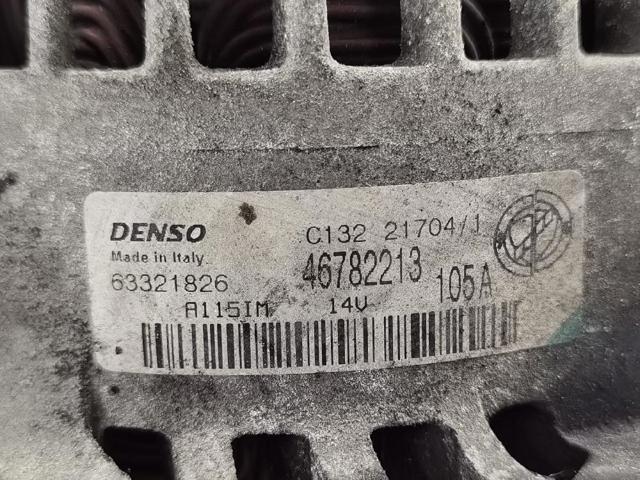 DENSO C132 21704/1
Made in Italy 46782213
63321826 105A
A115IM 14V